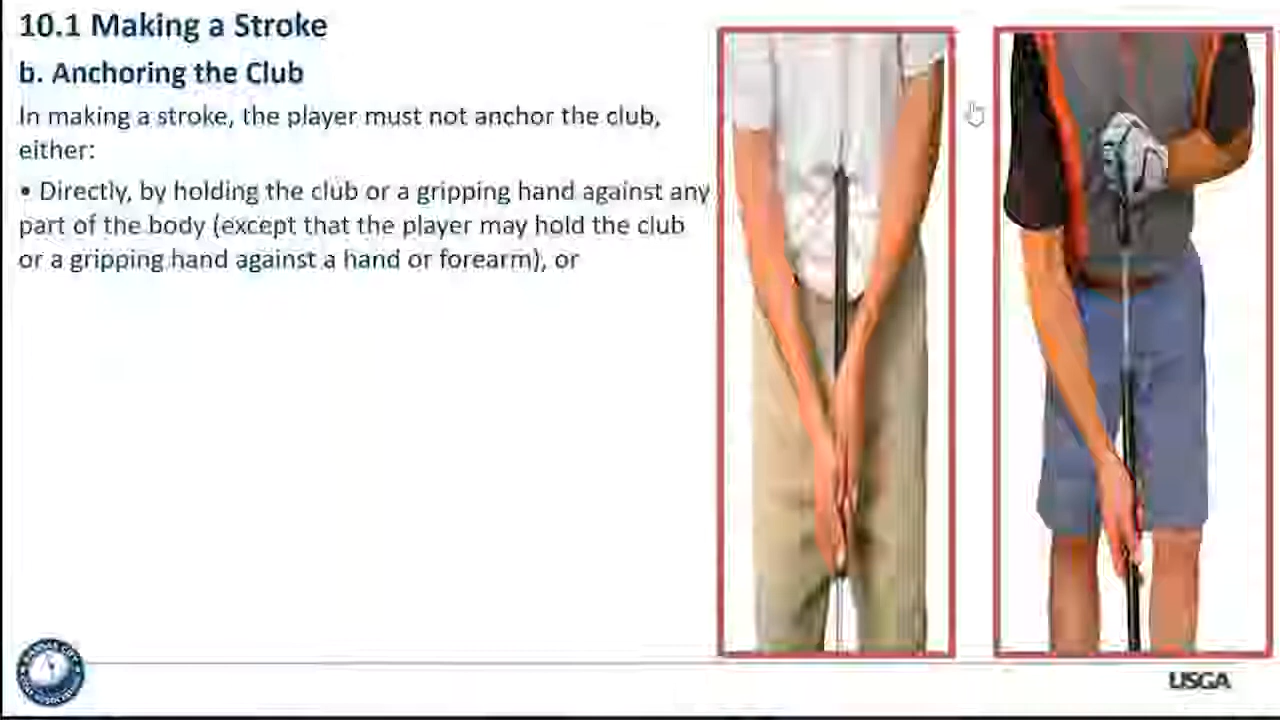 10.1 Making a Stroke
b. Anchoring the Club
In making a stroke, the player must not anchor the club,
either:
• Directly, by holding the club or a gripping hand against any
part of the body (except that the player may hold the club
or a gripping hand against a hand or forearm), or
USGA